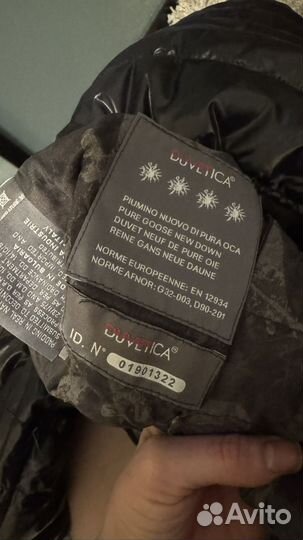 DUVETICA®
PIUMINO NUOVO DI PURA OCA
PURE GOOSE NEW DOWN
DUVET NEUF DE PURE OIE
REINE GANS NEUE DAUNE
NORME EUROPEENNE: EN 12934
NORME AFNOR: G32-003, D90-201
DUVETICA®
ID. N° 01901322
Avito